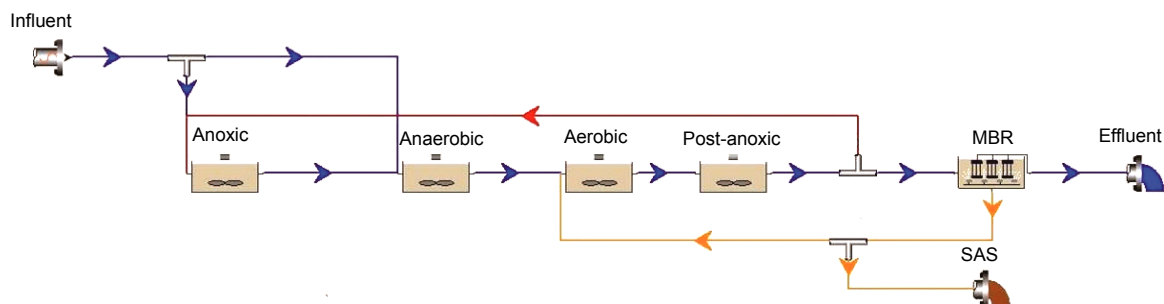 Influent
Anoxic
Anaerobic
Aerobic
Post-anoxic
MBR
Effluent
SAS